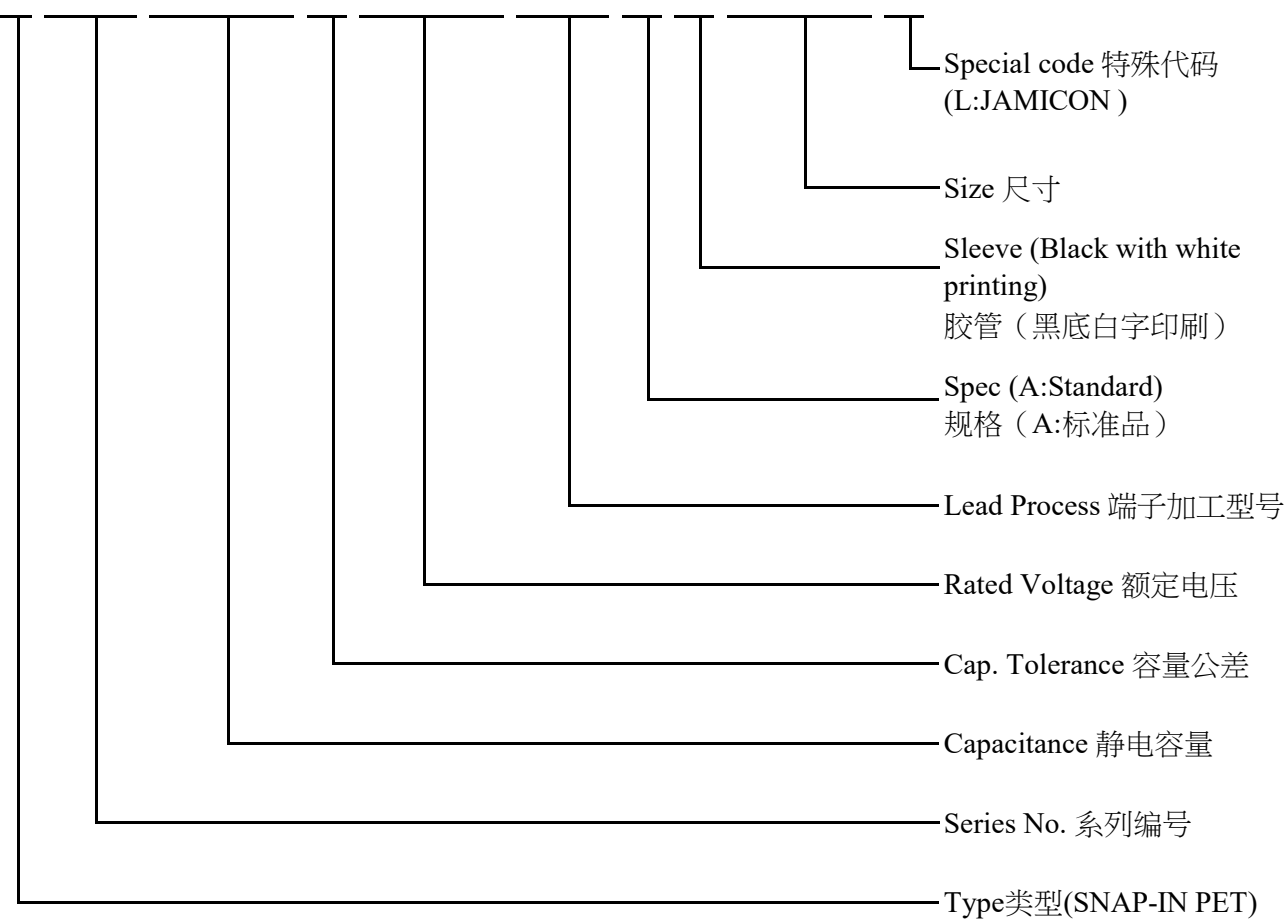 Special code 特殊代码
(L:JAMICON )
Size 尺寸
Sleeve (Black with white
printing)
胶管（黑底白字印刷）
Spec (A:Standard)
规格（A:标准品）
Lead Process 端子加工型号
Rated Voltage 额定电压
Cap. Tolerance 容量公差
Capacitance 静电容量
Series No. 系列编号
Type类型(SNAP-IN PET)